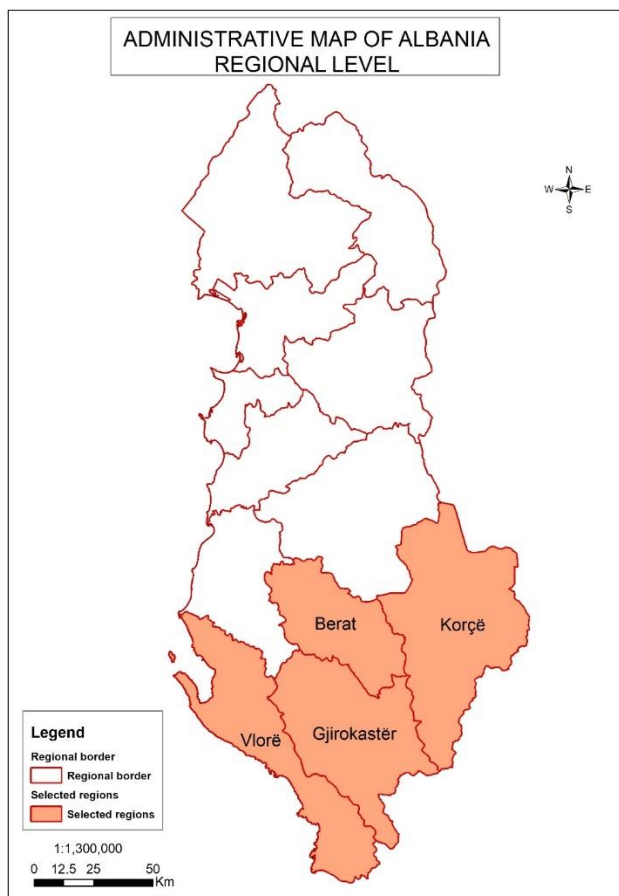 ADMINISTRATIVE MAP OF ALBANIA
REGIONAL LEVEL
N
W E
S
Berat
Korçë
Gjirokastër
Vlorë
Legend
Regional border
Regional border
Selected regions
Selected regions
1:1,300,000
0 12.5 25 50
Km